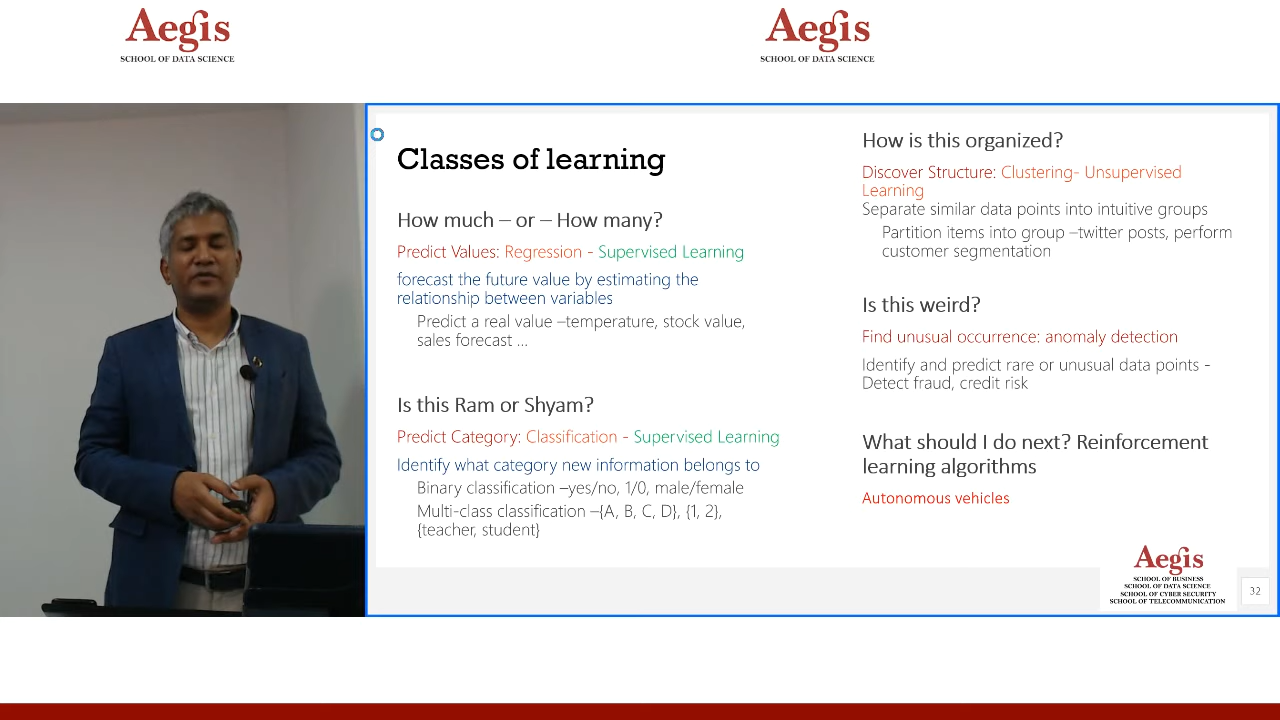 Aegis
SCHOOL OF DATA SCIENCE
Aegis
SCHOOL OF DATA SCIENCE
Classes of learning
How much – or – How many?
Predict Values: Regression - Supervised Learning
forecast the future value by estimating the
relationship between variables
Predict a real value –temperature, stock value,
sales forecast ...
Is this Ram or Shyam?
Predict Category: Classification - Supervised Learning
Identify what category new information belongs to
Binary classification –yes/no, 1/0, male/female
Multi-class classification –{A, B, C, D}, {1, 2},
{teacher, student}
How is this organized?
Discover Structure: Clustering- Unsupervised
Learning
Separate similar data points into intuitive groups
Partition items into group –twitter posts, perform
customer segmentation
Is this weird?
Find unusual occurrence: anomaly detection
Identify and predict rare or unusual data points -
Detect fraud, credit risk
What should I do next? Reinforcement
learning algorithms
Autonomous vehicles
Aegis
SCHOOL OF BUSINESS
SCHOOL OF DATA SCIENCE
SCHOOL OF CYBER SECURITY
SCHOOL OF TELECOMMUNICATION
32